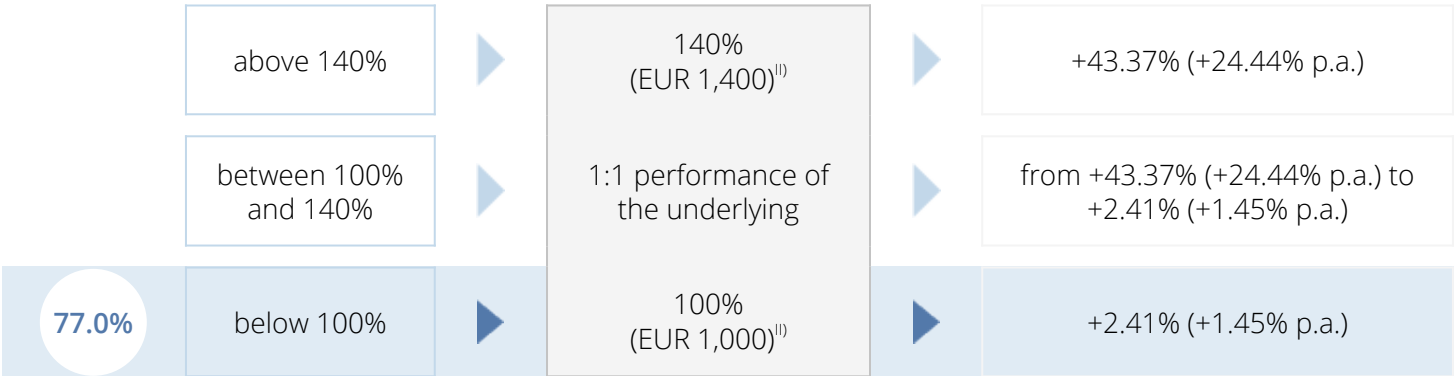 above 140%
140%
(EUR 1,400)II)
+43.37% (+24.44% p.a.)
between 100%
and 140%
1:1 performance of
the underlying
from +43.37% (+24.44% p.a.) to
+2.41% (+1.45% p.a.)
77.0%
below 100%
100%
(EUR 1,000)II)
+2.41% (+1.45% p.a.)